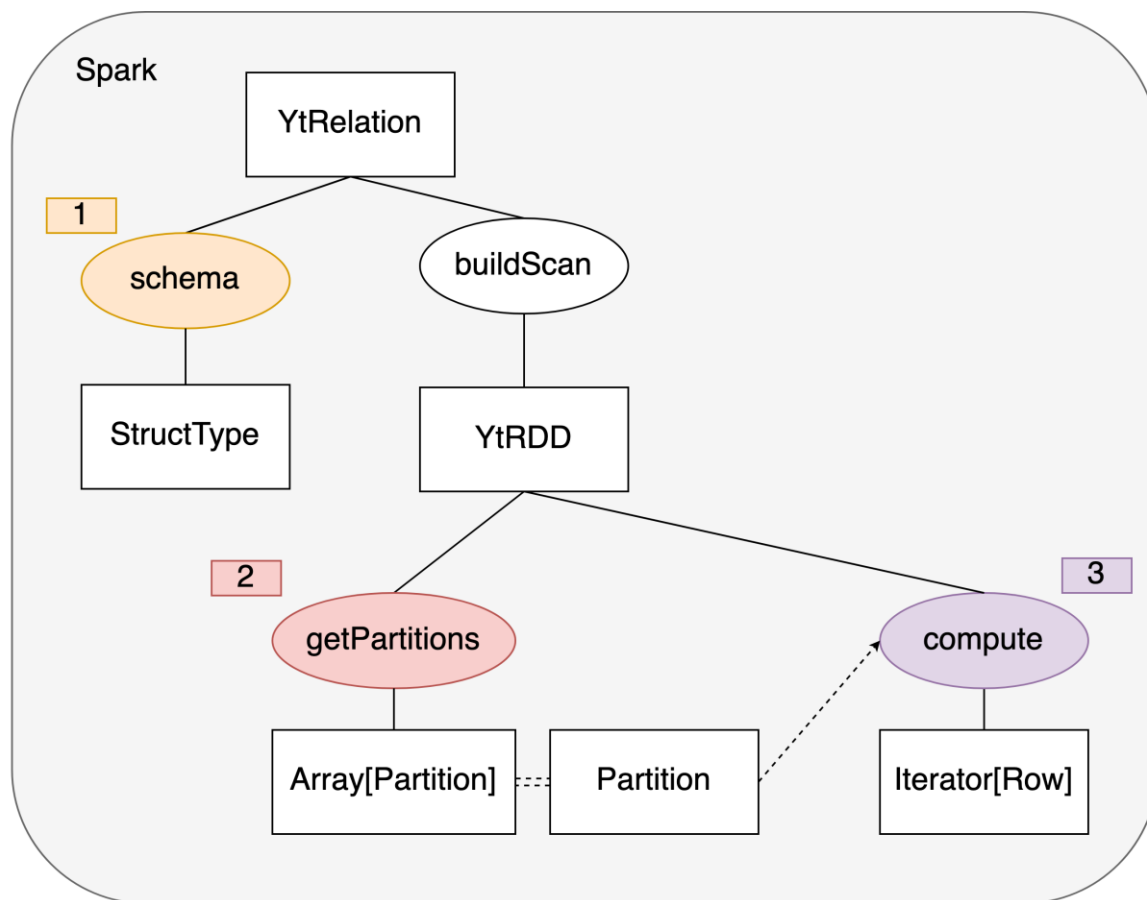 Spark
YtRelation
1
schema
buildScan
StructType
YtRDD
2
3
getPartitions
compute
Array[Partition]
Partition
Iterator[Row]